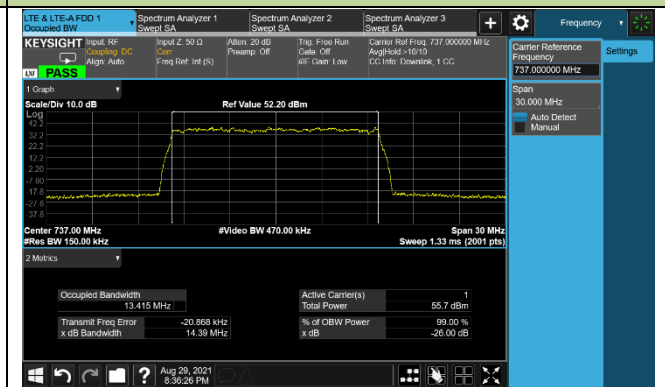 LTE & LTE-A FDD 1
Occupied BW
Spectrum Analyzer 1
Swept SA
Spectrum Analyzer 2
Swept SA
Spectrum Analyzer 3
Swept SA
+
Frequency
KEYSIGHT
Input: RF
Coupling: DC
Align: Auto
Input Z: 50 Ω
Corr
Freq Ref: Int (S)
Atten: 20 dB
Preamp: Off
Trig: Free Run
Gate: Off
#IF Gain: Low
Carrier Ref Freq: 737.000000 MHz
Avg|Hold:>10/10
CC Info: Downlink, 1 CC
LXI
PASS
Carrier Reference
Frequency
737.000000 MHz
Settings
Span
30.000 MHz
Auto Detect
Manual
1 Graph
Scale/Div 10.0 dB
Ref Value 52.20 dBm
Log
42.2
32.2
22.2
12.2
2.20
-7.80
-17.8
-27.8
-37.8
Center 737.00 MHz
#Video BW 470.00 kHz
Span 30 MHz
#Res BW 150.00 kHz
Sweep 1.33 ms (2001 pts)
2 Metrics
Occupied Bandwidth
13.415 MHz
Active Carrier(s) 1
Total Power 55.7 dBm
Transmit Freq Error -20.868 kHz
x dB Bandwidth 14.39 MHz
% of OBW Power 99.00 %
x dB -26.00 dB
?
Aug 29, 2021
8:36:26 PM